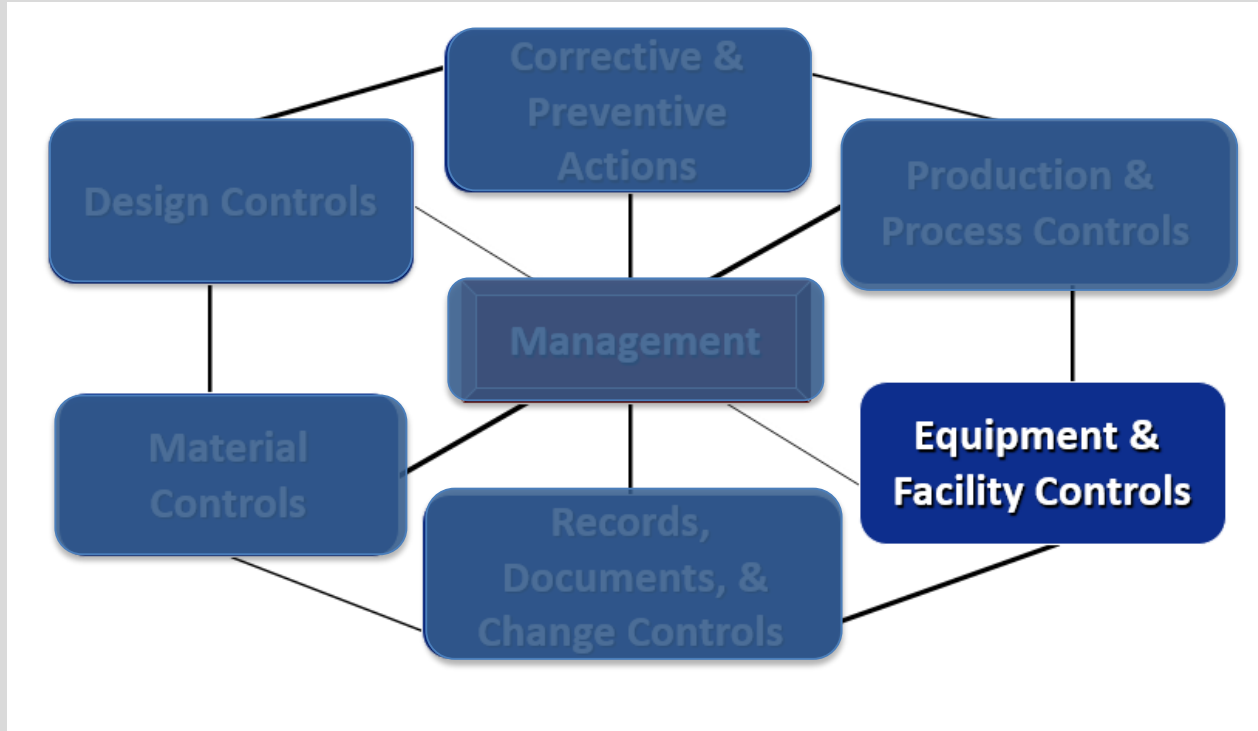 Corrective &
Preventive
Actions
Design Controls
Production &
Process Controls
Management
Material
Controls
Equipment &
Facility Controls
Records,
Documents, &
Change Controls